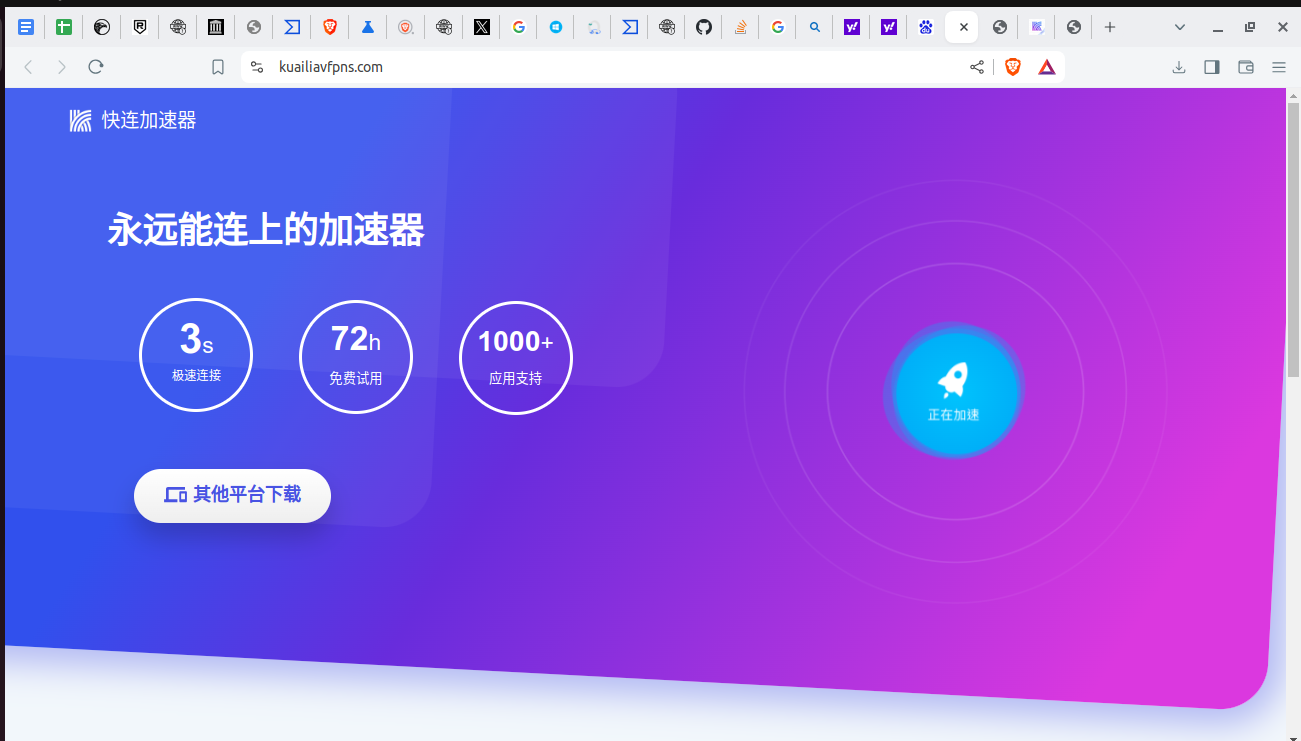 kuailiavfpns.com
快连加速器
永远能连上的加速器
3s
极速连接
72h
免费试用
1000+
应用支持
正在加速
其他平台下载